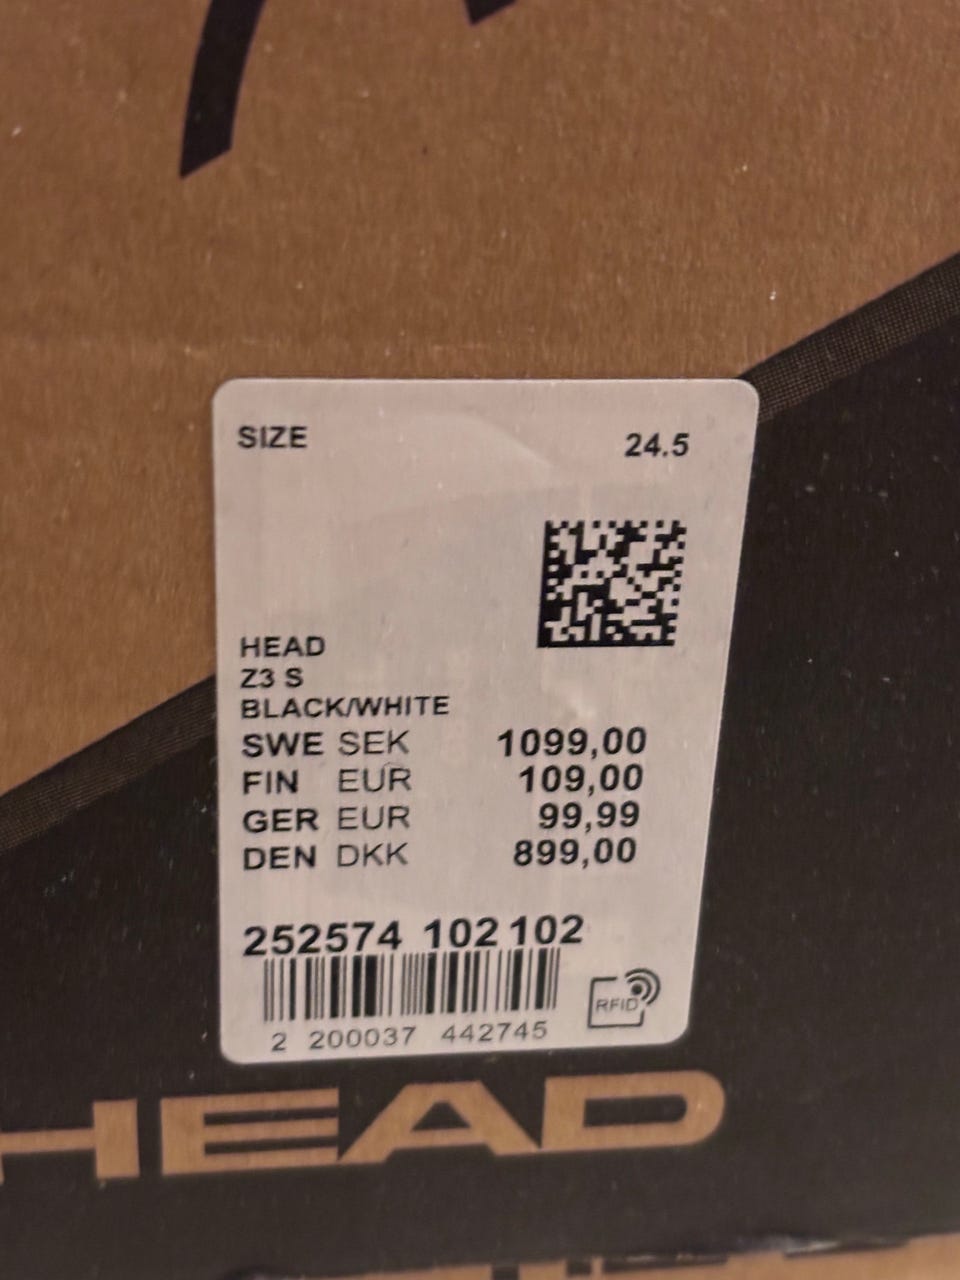 SIZE 24.5
HEAD
Z3 S
BLACK/WHITE
SWE SEK 1099,00
FIN EUR 109,00
GER EUR 99,99
DEN DKK 899,00
252574 102 102
RFID
2 200037 442745
HEAD